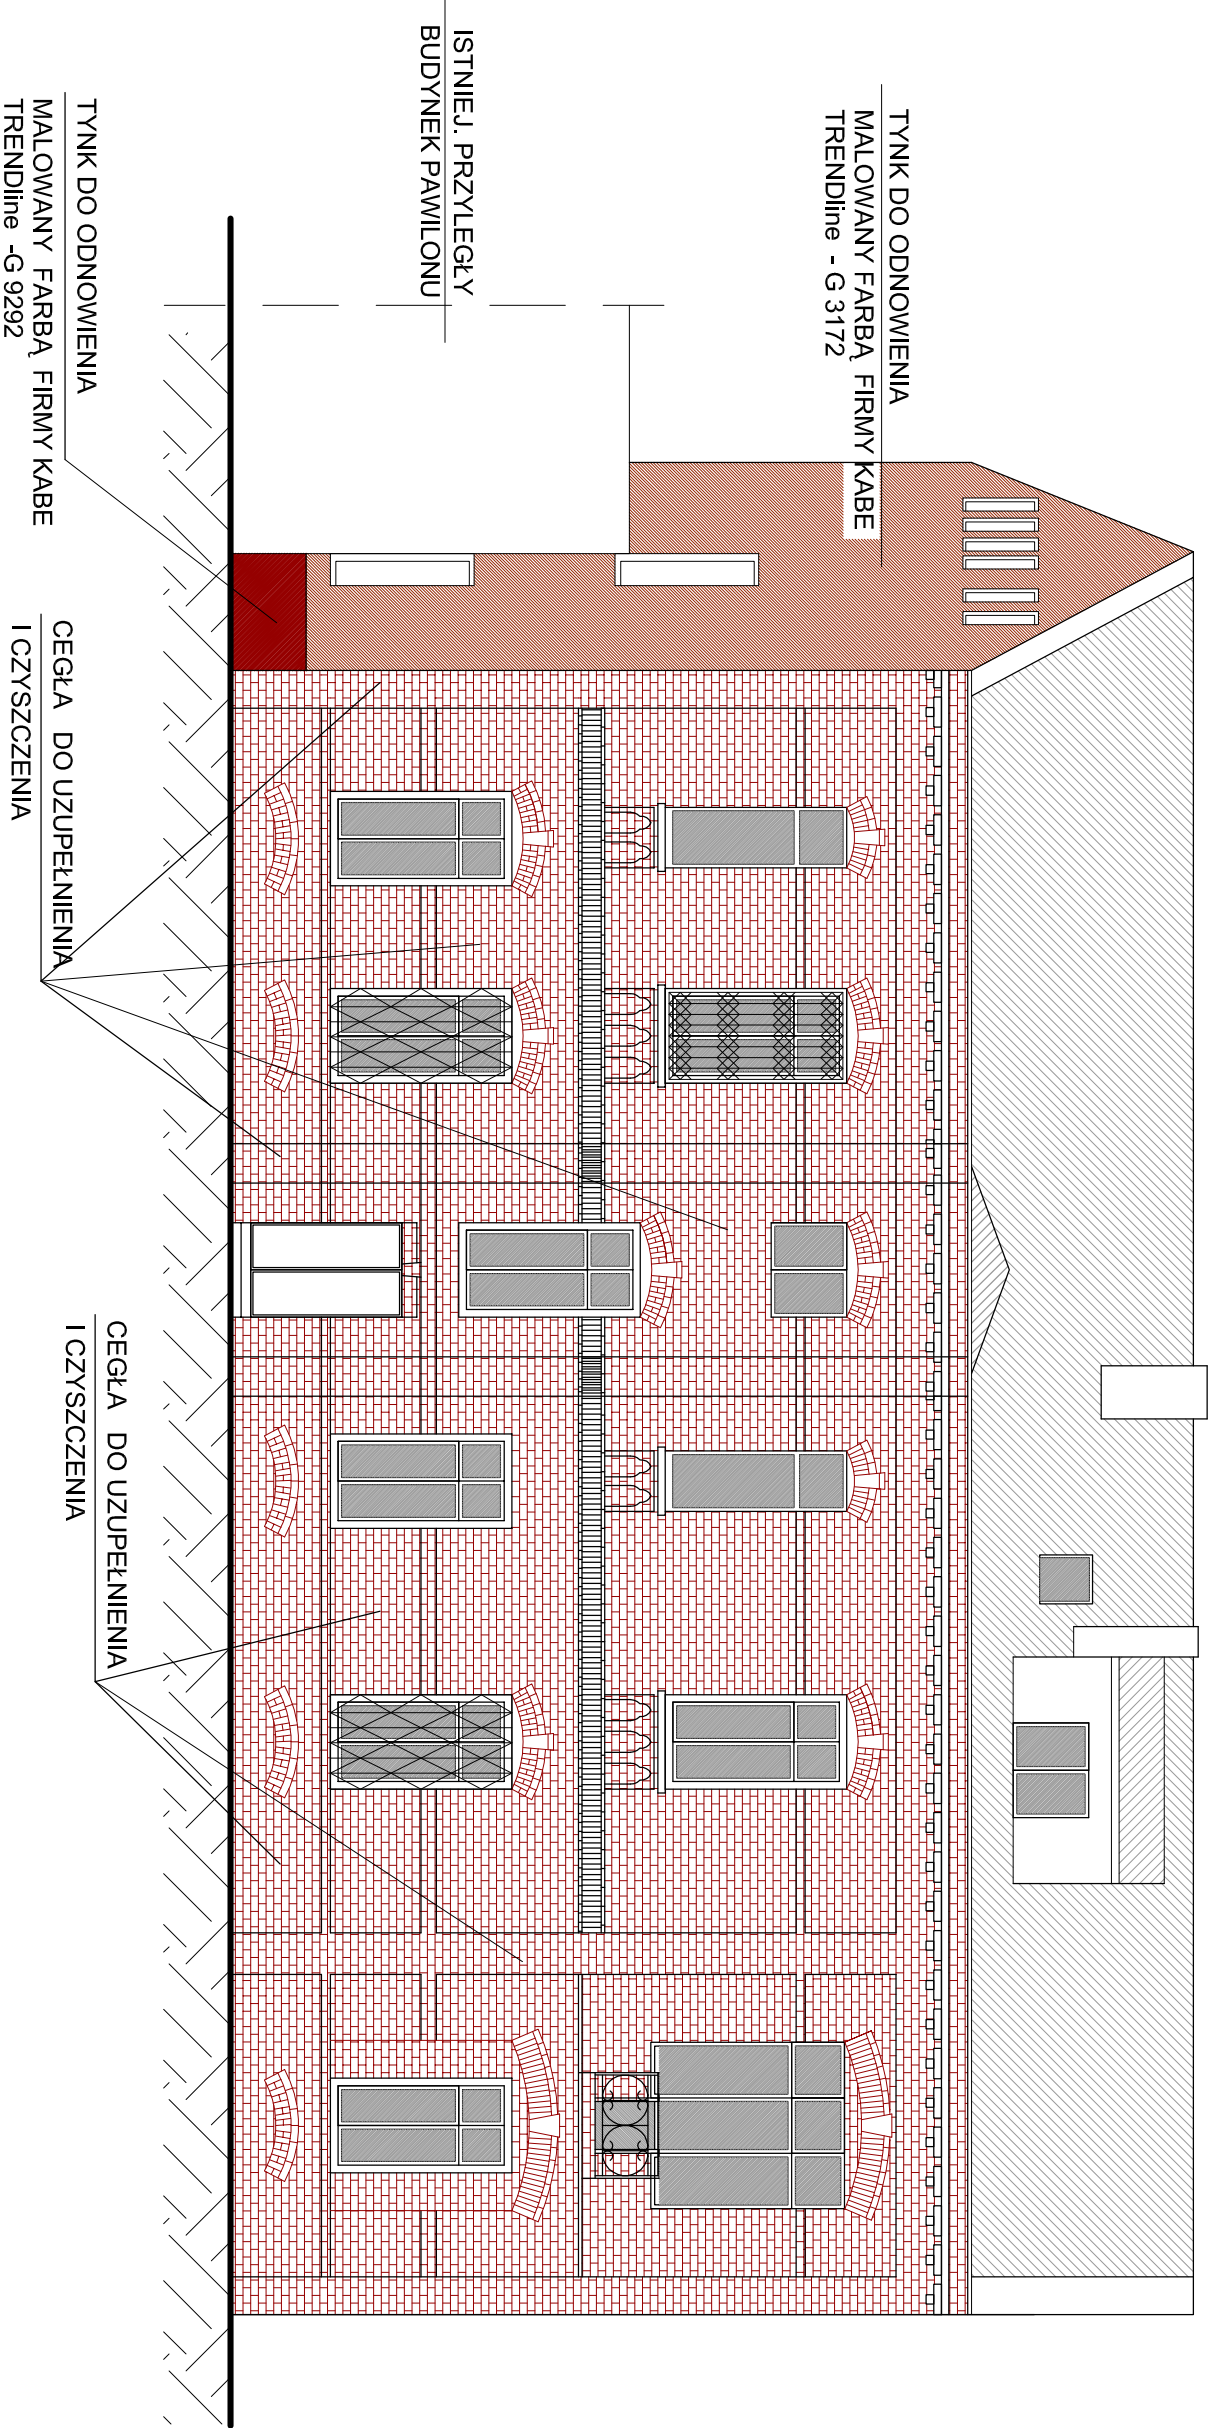 TYNK DO ODNOWIENIA
MALOWANY FARBĄ FIRMY KABE
TRENDline - G 3172
ISTNIEJ. PRZYLEGŁY
BUDYNEK PAWILONU
TYNK DO ODNOWIENIA
MALOWANY FARBĄ FIRMY KABE
TRENDline -G 9292
CEGŁA DO UZUPEŁNIENIA
I CZYSZCZENIA
CEGŁA DO UZUPEŁNIENIA
I CZYSZCZENIA